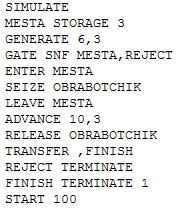 SIMULATE
MESTA STORAGE 3
GENERATE 6,3
GATE SNF MESTA,REJECT
ENTER MESTA
SEIZE OBRABOTCHIK
LEAVE MESTA
ADVANCE 10,3
RELEASE OBRABOTCHIK
TRANSFER ,FINISH
REJECT TERMINATE
FINISH TERMINATE 1
START 100